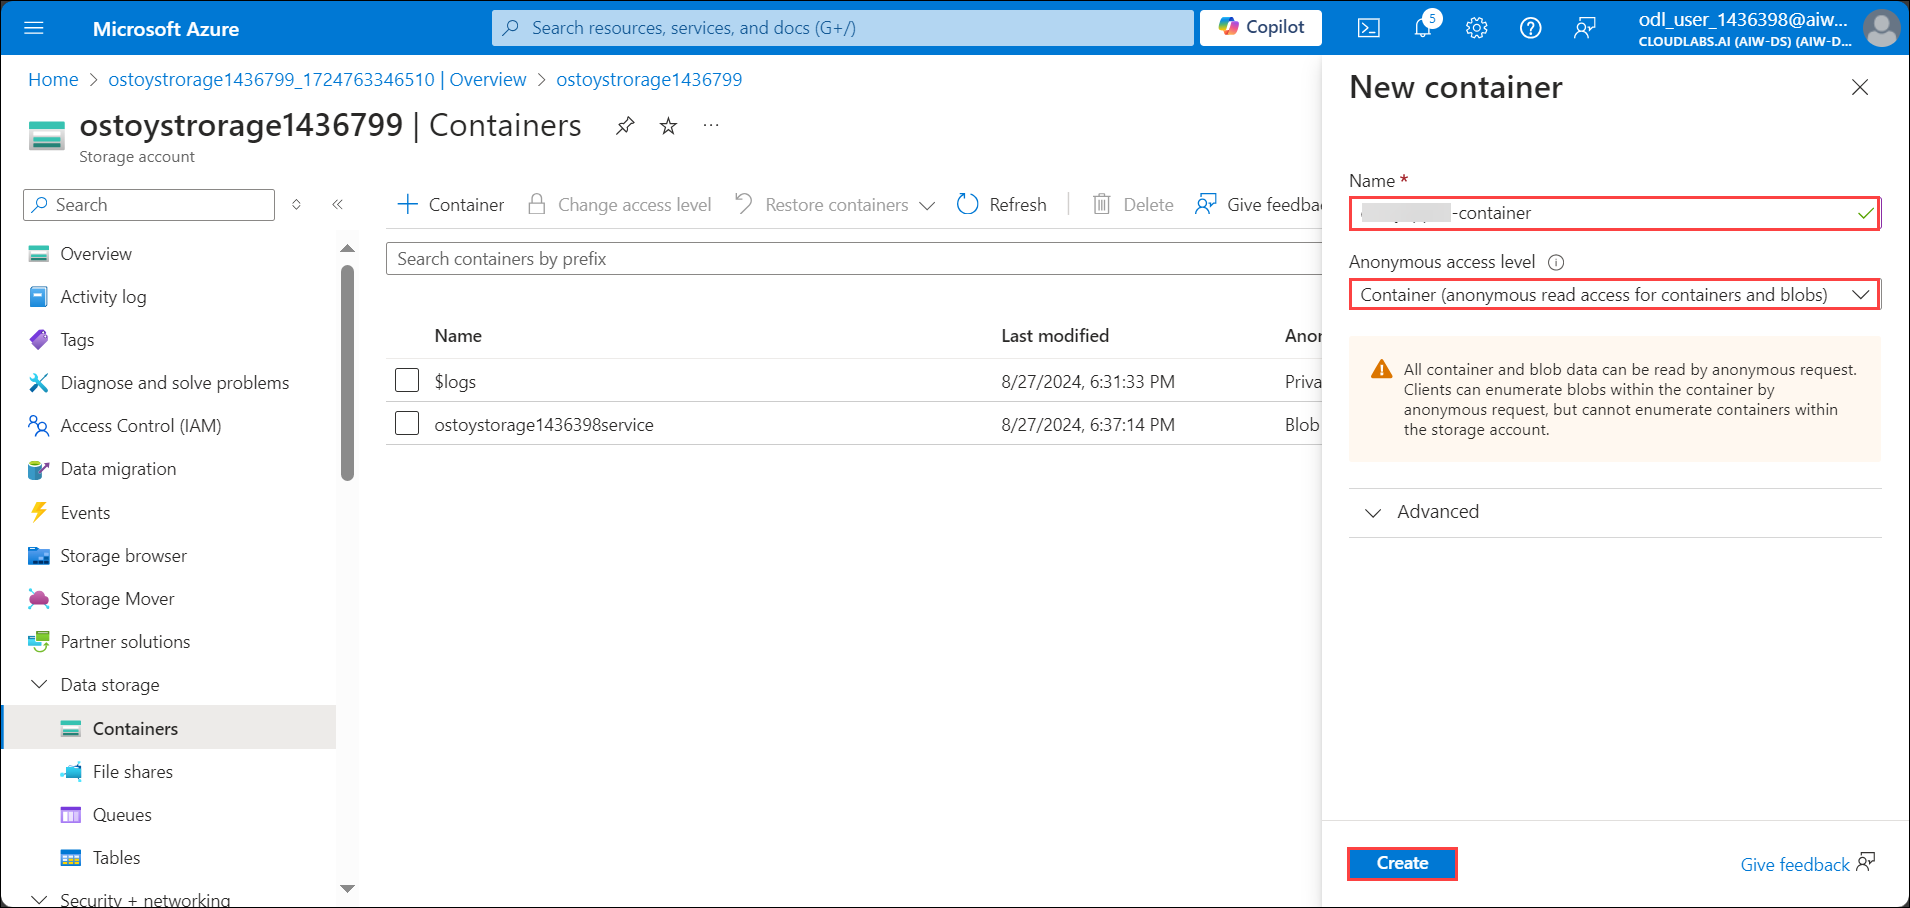 Microsoft Azure
Search resources, services, and docs (G+/)
Copilot
5
odl_user_1436398@aiw...
CLOUDLABS.AI (AIW-DS) (AIW-D...
Home > ostoystrorage1436799_1724763346510 | Overview > ostoystrorage1436799
ostoystrorage1436799 | Containers
...
Storage account
Search
Overview
Activity log
Tags
Diagnose and solve problems
Access Control (IAM)
Data migration
Events
Storage browser
Storage Mover
Partner solutions
Data storage
Containers
File shares
Queues
Tables
Security + networking
Container
Change access level
Restore containers
Refresh
Delete
Give feedba
Search containers by prefix
Name Last modified Anor
$logs 8/27/2024, 6:31:33 PM Priva
ostoystorage1436398service 8/27/2024, 6:37:14 PM Blob
New container
Name *
-container
Anonymous access level
Container (anonymous read access for containers and blobs)
All container and blob data can be read by anonymous request.
Clients can enumerate blobs within the container by
anonymous request, but cannot enumerate containers within
the storage account.
Advanced
Create
Give feedback